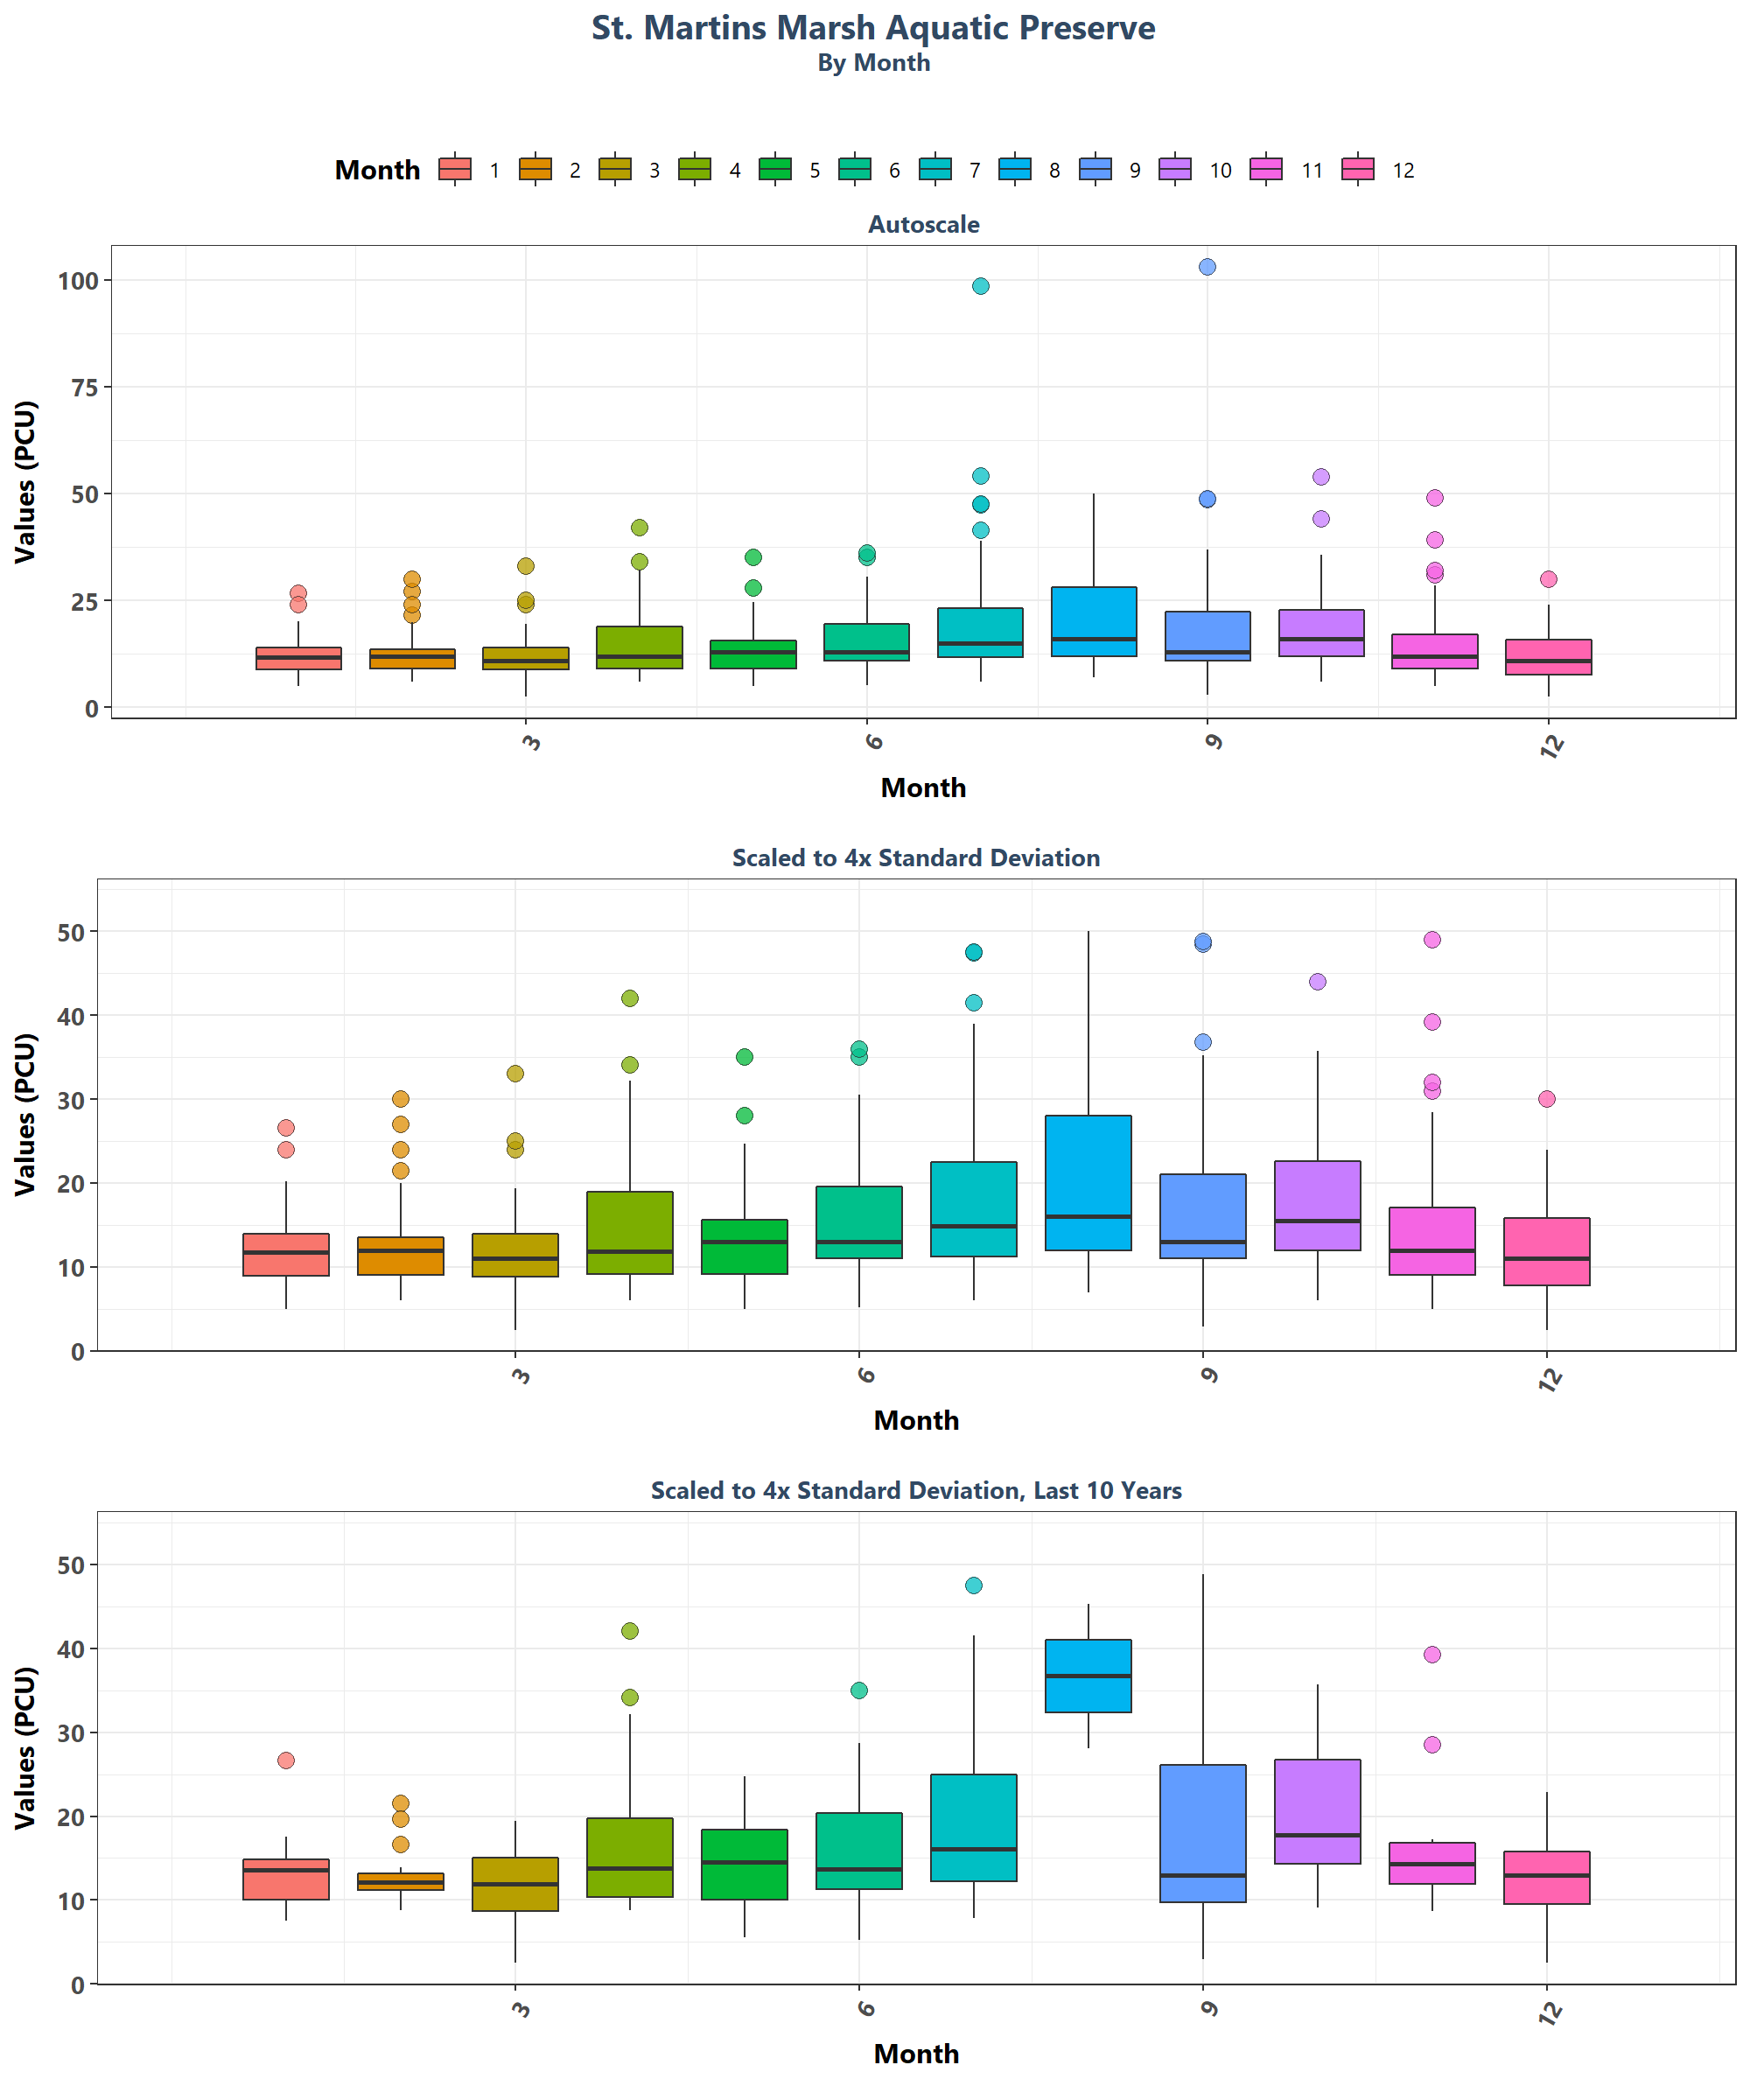 St. Martins Marsh Aquatic Preserve
By Month
Month 1 2 3 4 5 6 7 8 9 10 11 12
Autoscale
Values (PCU)
100
75
50
25
0
3 6 9 12
Month
Scaled to 4x Standard Deviation
Values (PCU)
50
40
30
20
10
0
3 6 9 12
Month
Scaled to 4x Standard Deviation, Last 10 Years
Values (PCU)
50
40
30
20
10
0
3 6 9 12
Month